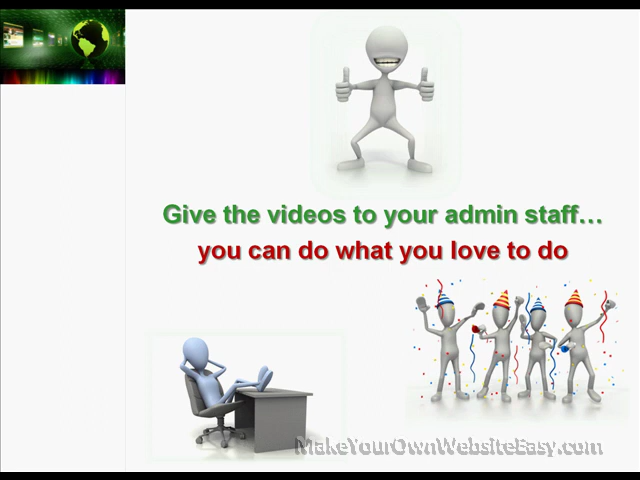 Give the videos to your admin staff…
you can do what you love to do
MakeYourOwnWebsiteEasy.com